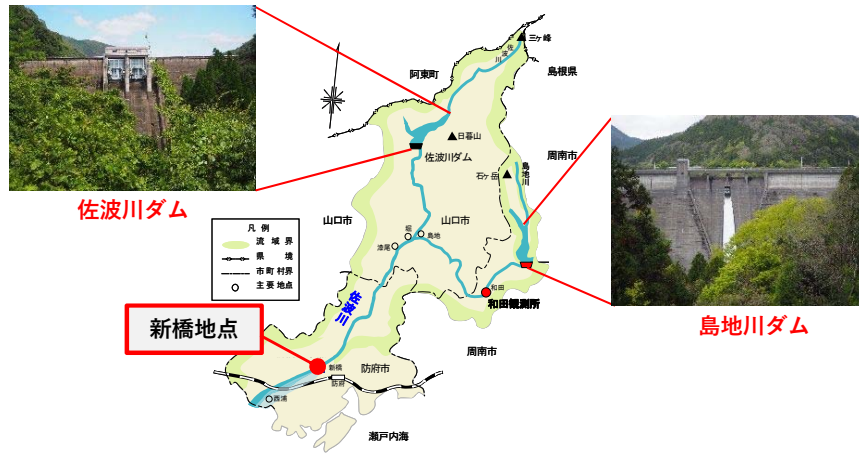 三ヶ峰
佐波川
島根県
阿東町
日暮山
佐波川ダム
周南市
石ヶ岳
島地川
佐波川ダム
山口市
山口市
堀
島地
漆尾
凡例
流域界
県境
市町村界
主要地点
佐波川
和田
和田観測所
島地川ダム
新橋地点
周南市
新橋
防府市
防府
西浦
瀬戸内海